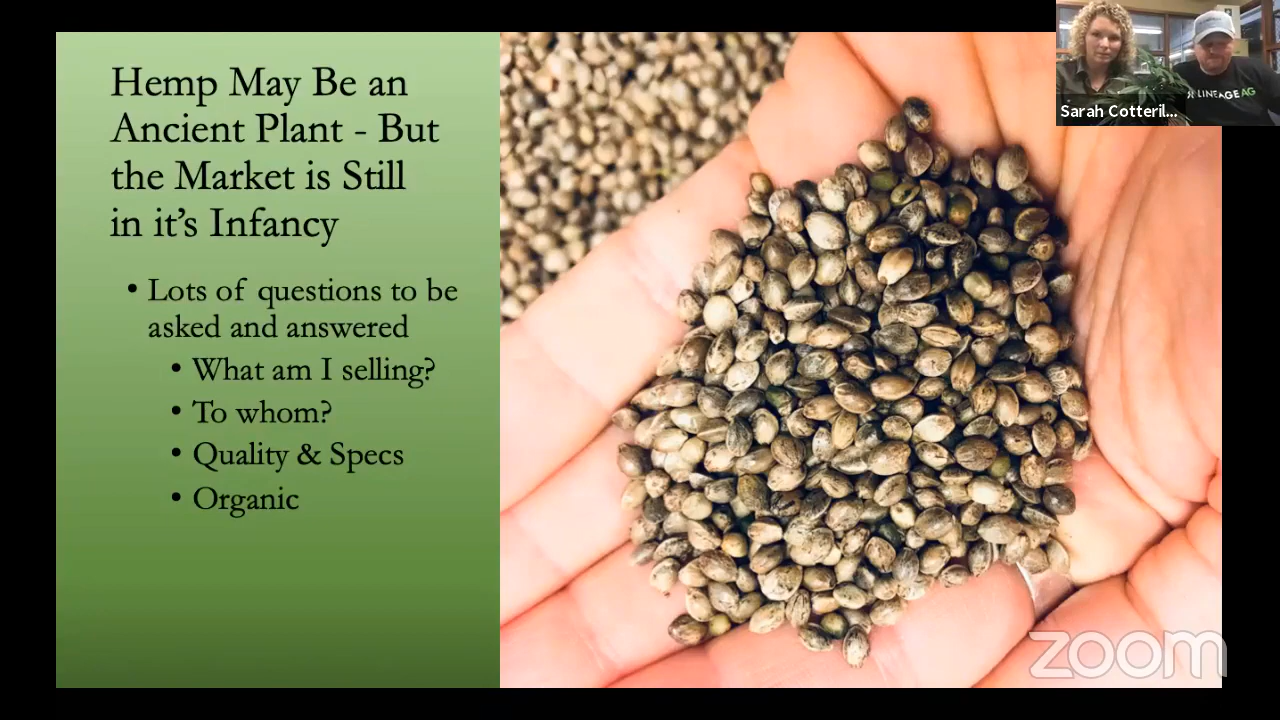 Hemp May Be an
Ancient Plant - But
the Market is Still
in it’s Infancy
• Lots of questions to be
asked and answered
• What am I selling?
• To whom?
• Quality & Specs
• Organic
Sarah Cotteril...
LINEAGE AG
zoom